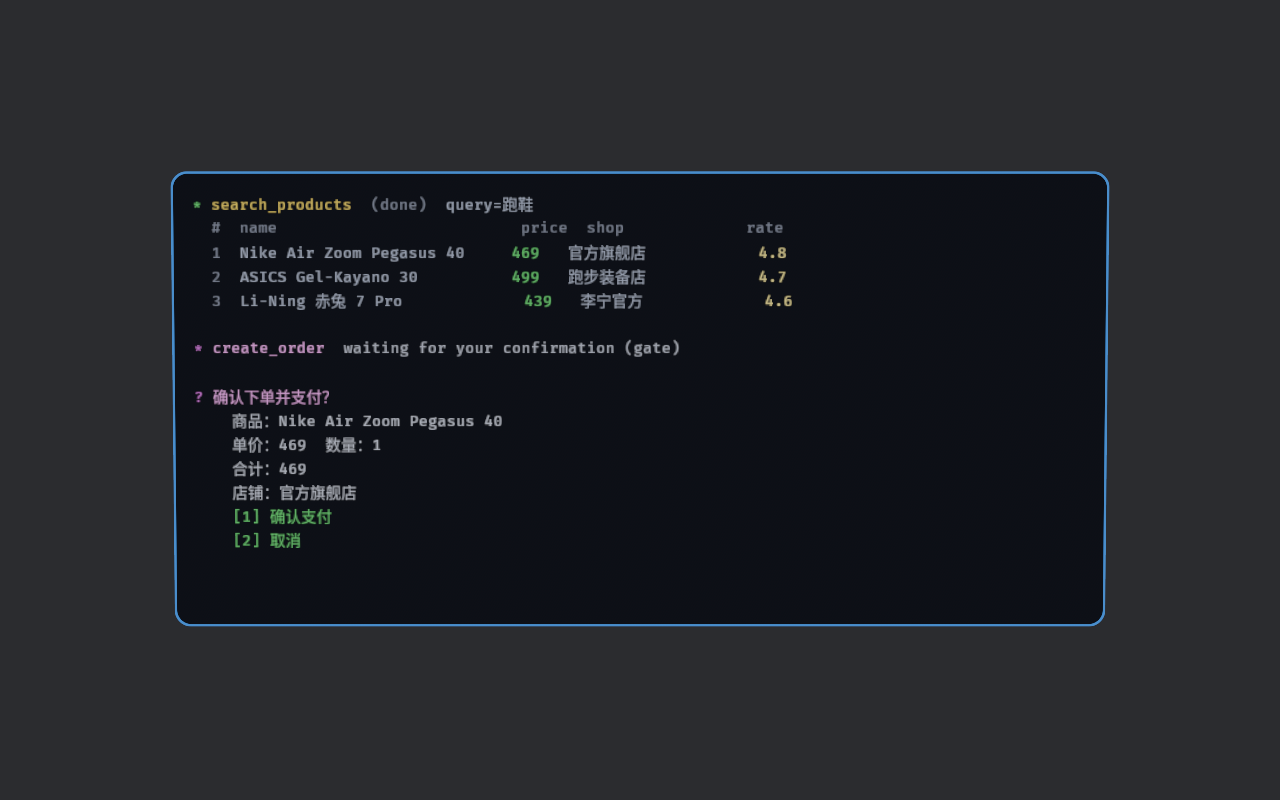 * search_products (done) query=跑鞋
# name price shop rate
1 Nike Air Zoom Pegasus 40 469 官方旗舰店 4.8
2 ASICS Gel-Kayano 30 499 跑步装备店 4.7
3 Li-Ning 赤兔 7 Pro 439 李宁官方 4.6
* create_order waiting for your confirmation (gate)
? 确认下单并支付?
商品: Nike Air Zoom Pegasus 40
单价: 469 数量: 1
合计: 469
店铺: 官方旗舰店
[1] 确认支付
[2] 取消